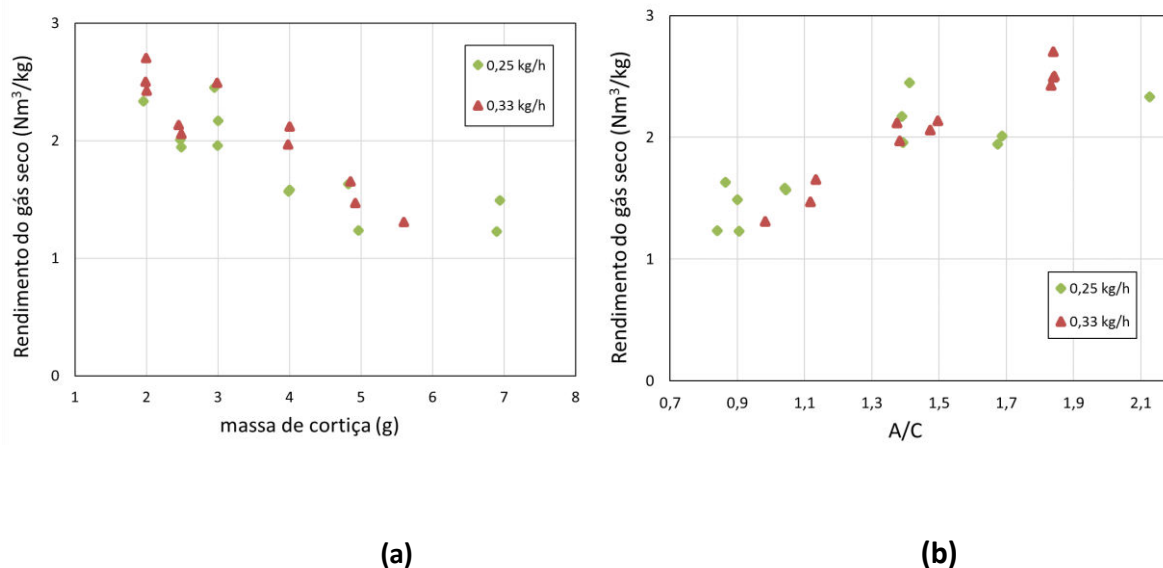 Rendimento do gás seco (Nm³/kg)
3
2
1
0
0,25 kg/h
0,33 kg/h
1 2 3 4 5 6 7 8
massa de cortiça (g)
(a)
Rendimento do gás seco (Nm³/kg)
3
2
1
0
0,25 kg/h
0,33 kg/h
0,7 0,9 1,1 1,3 1,5 1,7 1,9 2,1
A/C
(b)